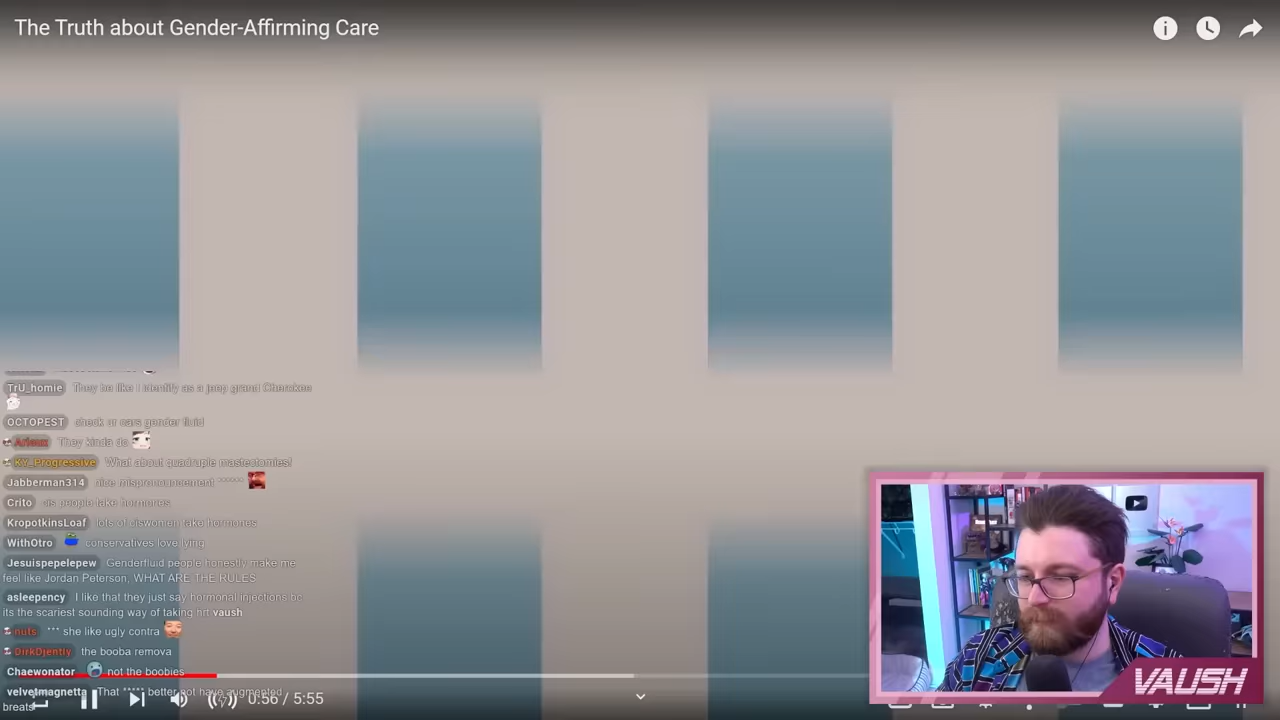 The Truth about Gender-Affirming Care
TrU_homie They be like I identify as a jeep grand Cherokee
OCTOPEST check ur cars gender fluid
Arioux They kinda do
KY_Progressive What about quadruple mastectomies!
Jabberman314 nice mispronouncement ******
Crito cis people take hormones
KropotkinsLoaf lots of ciswomen take hormones
WithOtro conservatives love lying
Jesuispepelepew Genderfluid people honestly make me
feel like Jordan Peterson, WHAT ARE THE RULES
asleepency I like that they just say hormonal injections bc
its the scariest sounding way of taking hrt vaush
nuts *** she like ugly contra
DirkDjently the booba remova
Chaewonator not the boobies
velvetmagnetta That ***** better not have augmented
breats
0:56 / 5:55
VAUSH